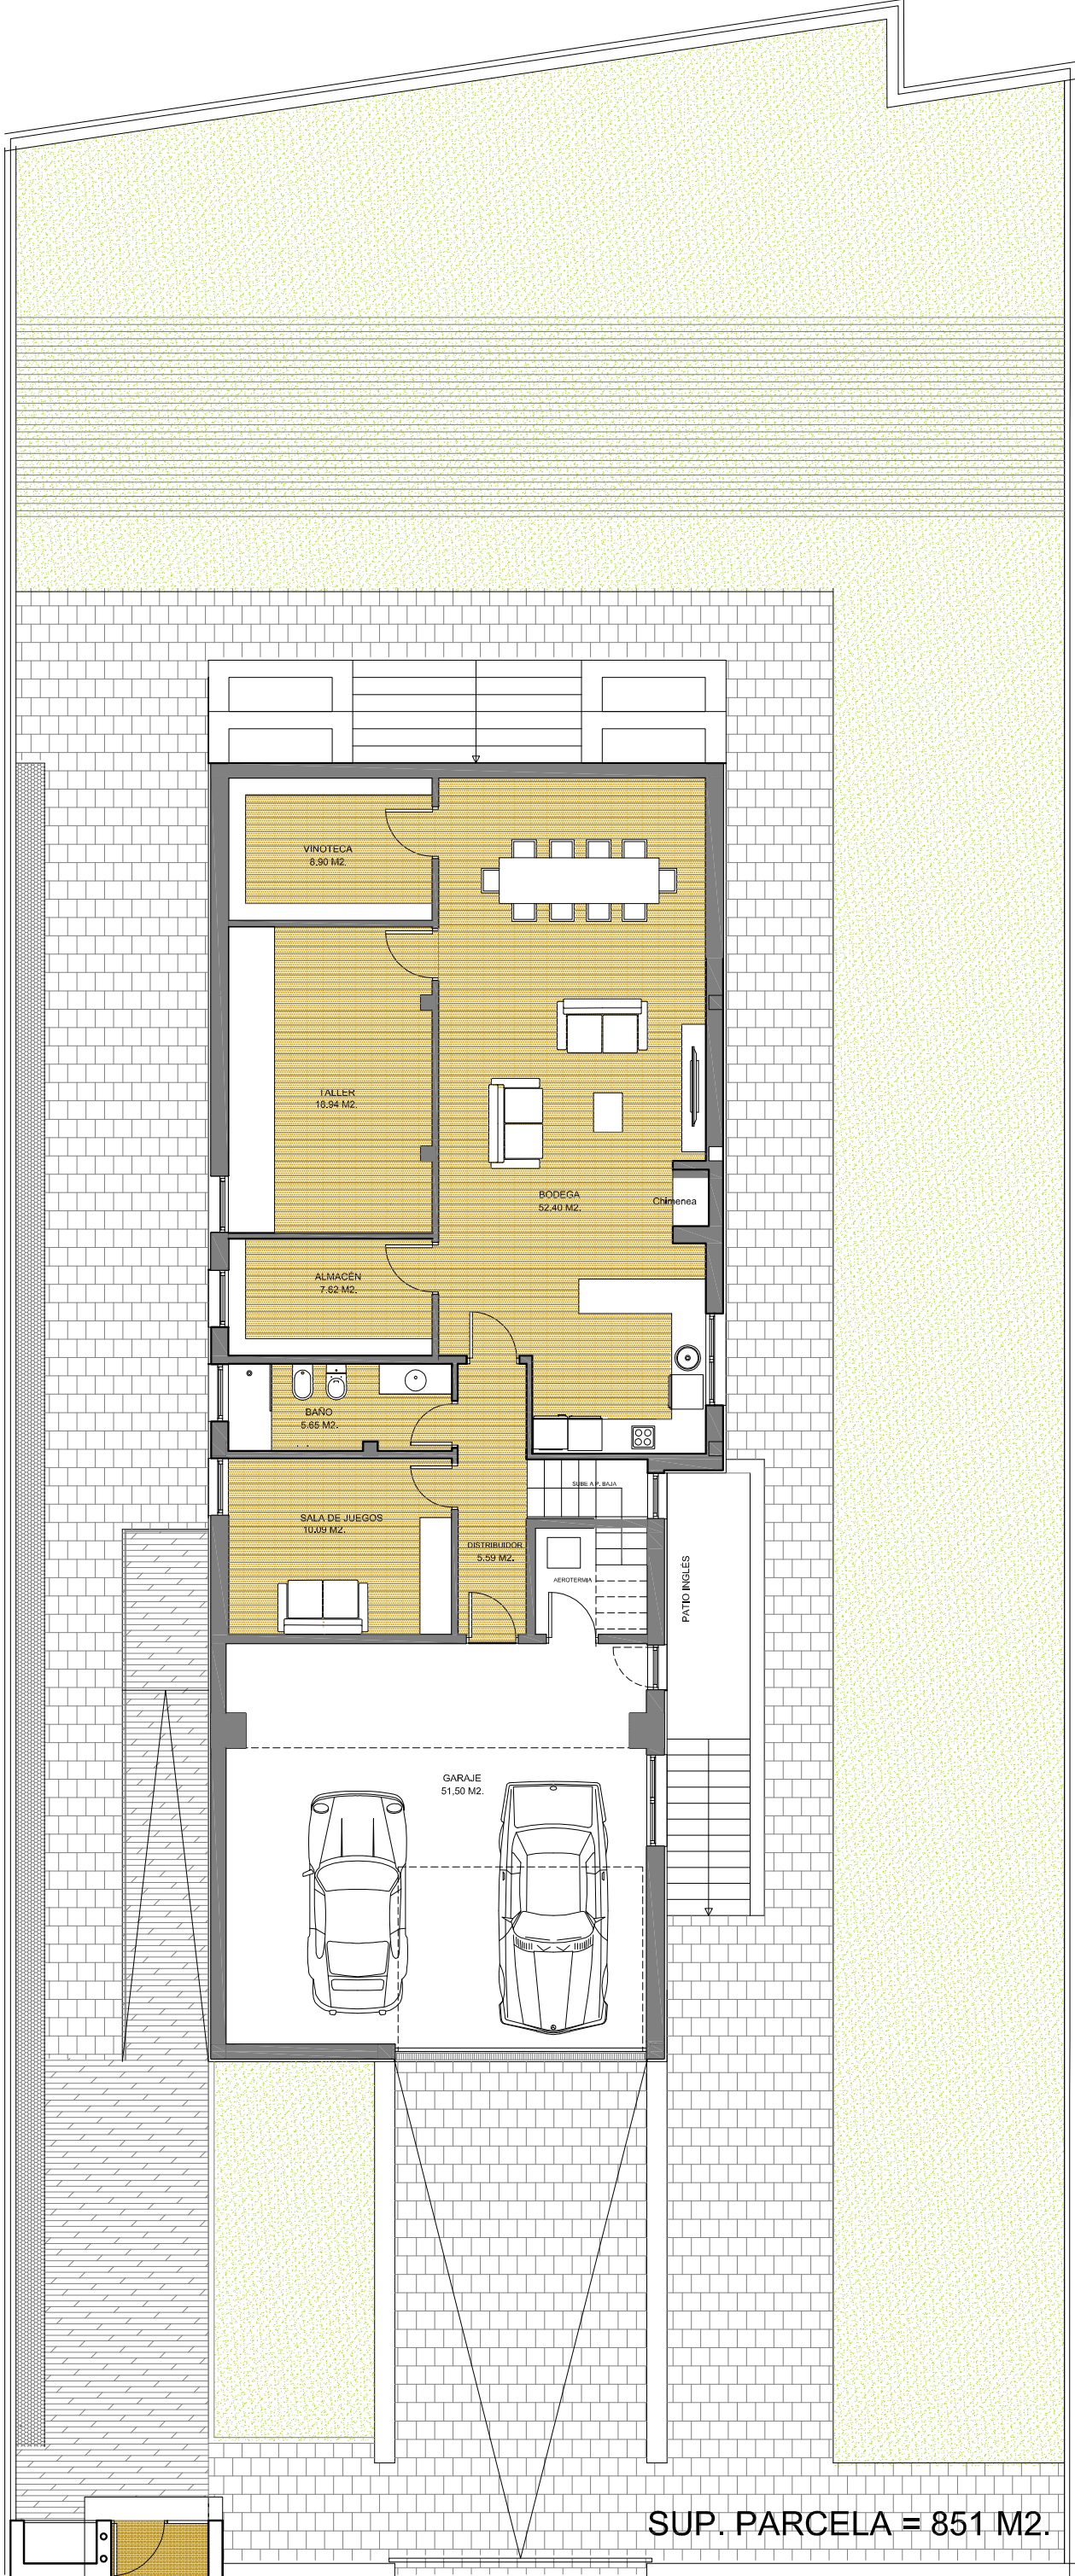 VINOTECA
8.90 M2.
TALLER
18.94 M2.
BODEGA
52.40 M2.
Chimenea
ALMACÉN
7.62 M2.
BAÑO
5.65 M2.
SUBE A P. BAJA
SALA DE JUEGOS
10.09 M2.
DISTRIBUIDOR
5.59 M2.
AEROTERMIA
PATIO INGLÉS
GARAJE
51,50 M2.
SUP. PARCELA = 851 M2.